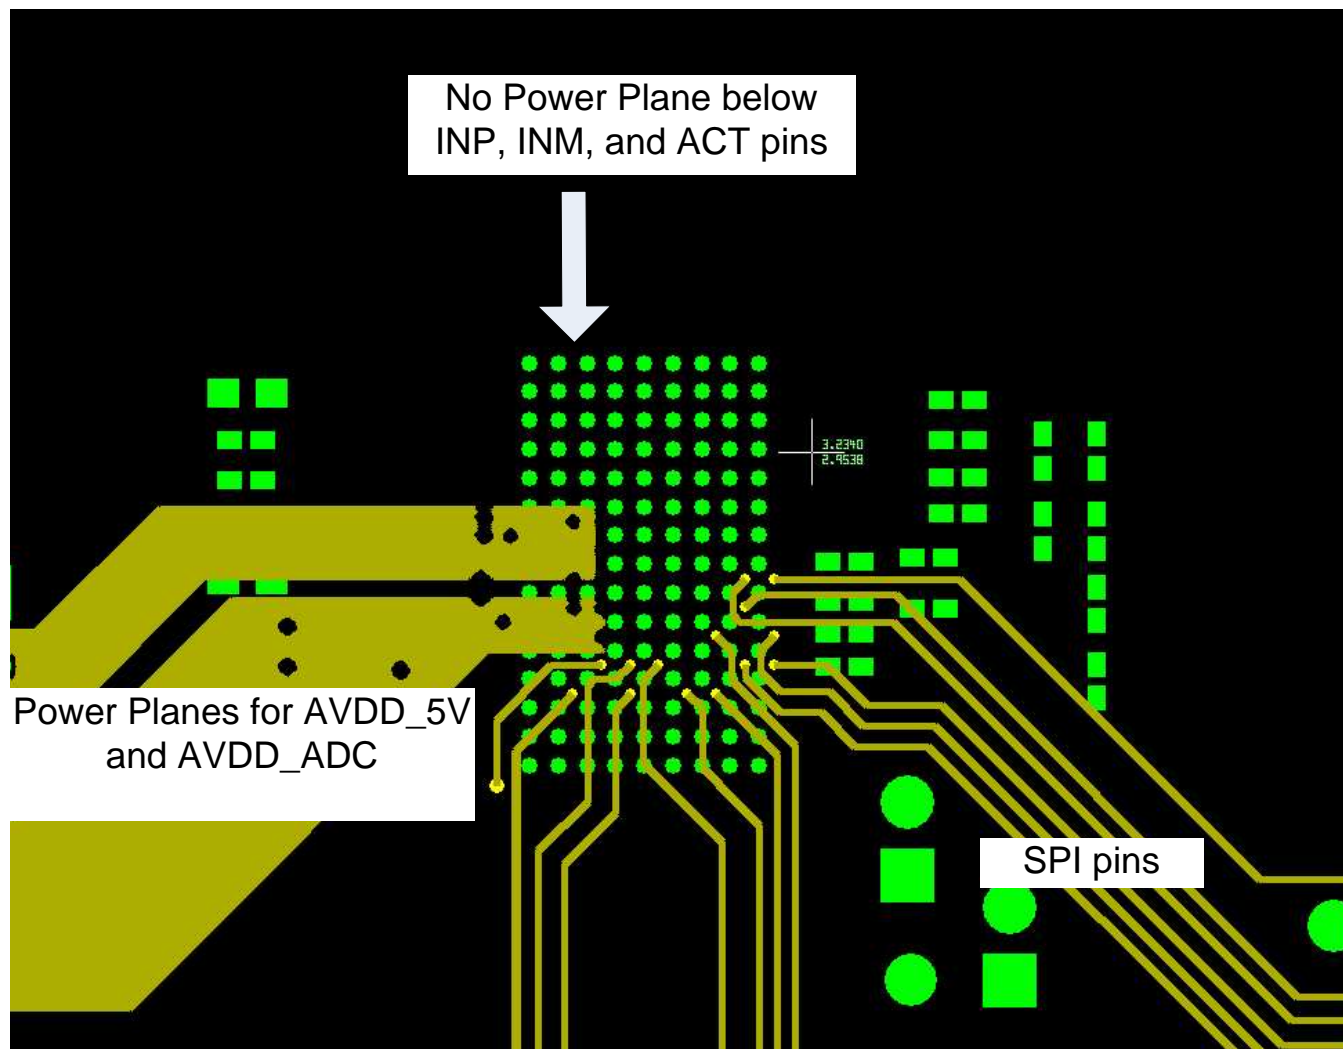 No Power Plane below
INP, INM, and ACT pins
3.2340
2.9538
Power Planes for AVDD_5V
and AVDD_ADC
SPI pins